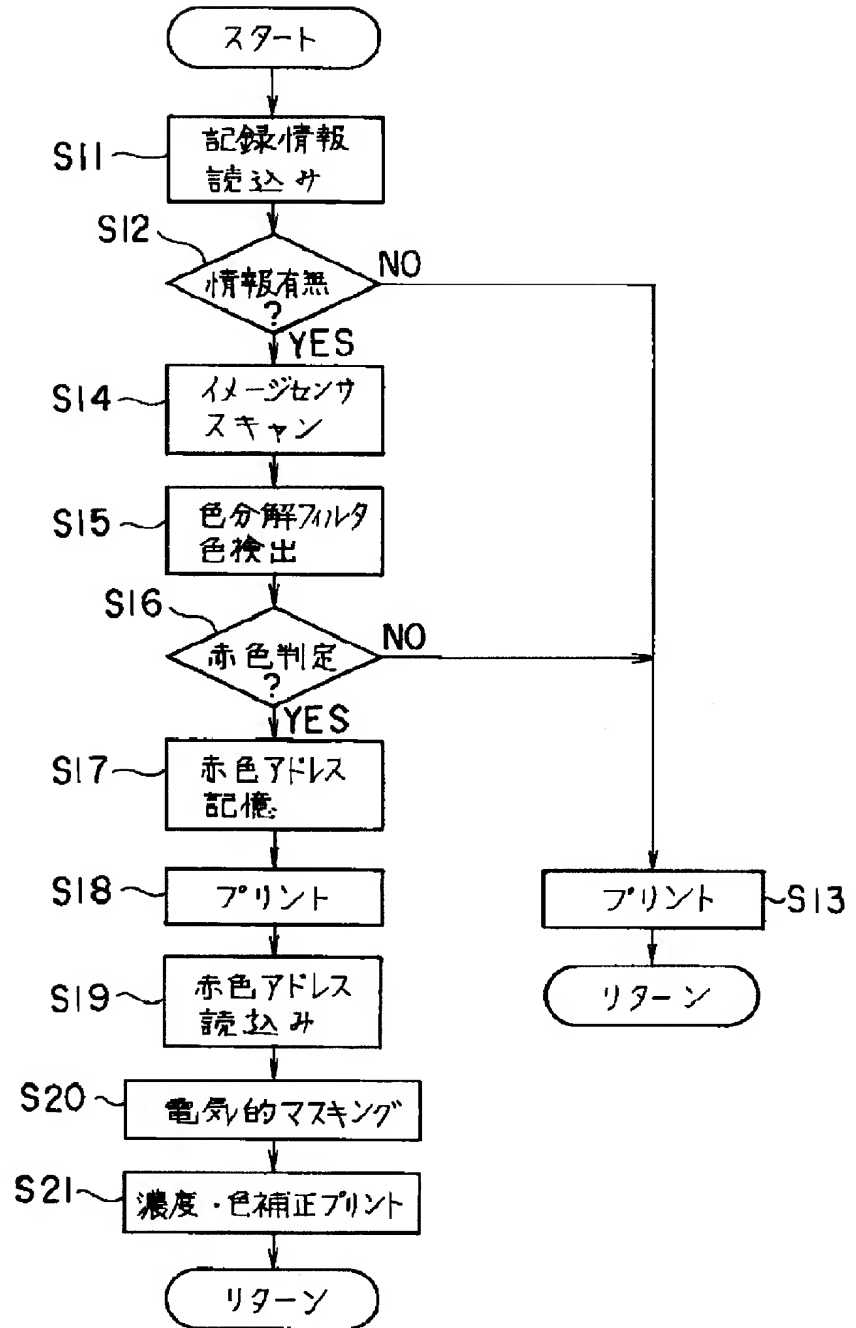 スタート
S11
記録情報
読込み
S12
情報有無
?
NO
YES
S14
イメージセンサ
スキャン
S15
色分解フィルタ
色検出
S16
赤色判定
?
NO
YES
S17
赤色アドレス
記憶
S18
プリント
プリント
S13
S19
赤色アドレス
読込み
リターン
S20
電気的マスキング
S21
濃度・色補正プリント
リターン